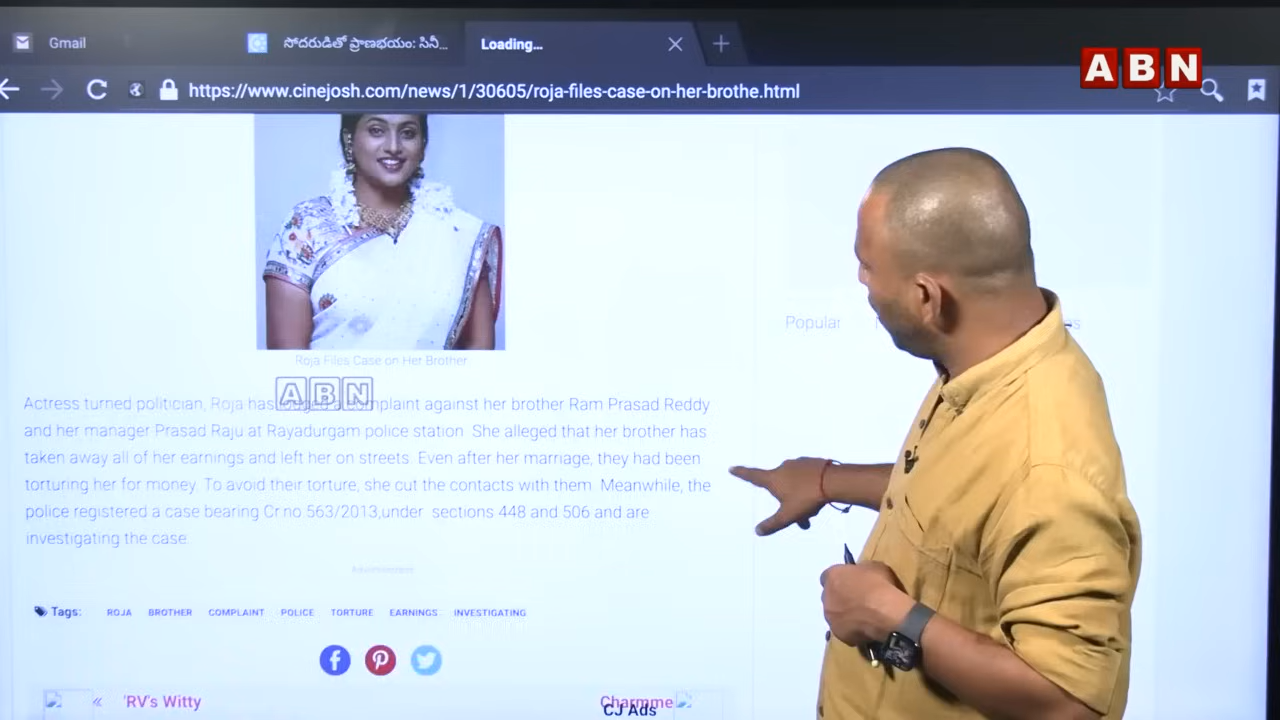 Gmail
సోదరుడితో ప్రాణభయం: సినీ...
Loading...
ABN
https://www.cinejosh.com/news/1/30605/roja-files-case-on-her-brothe.html
Popular
Roja Files Case on Her Brother
ABN
Actress turned politician, Roja has complaint against her brother Ram Prasad Reddy
and her manager Prasad Raju at Rayadurgam police station. She alleged that her brother has
taken away all of her earnings and left her on streets. Even after her marriage, they had been
torturing her for money. To avoid their torture, she cut the contacts with them. Meanwhile, the
police registered a case bearing Cr.no 563/2013,under sections 448 and 506 and are
investigating the case.
Advertisement
Tags: ROJA BROTHER COMPLAINT POLICE TORTURE EARNINGS INVESTIGATING
« 'RV's Witty
Charmme
CJ Ads